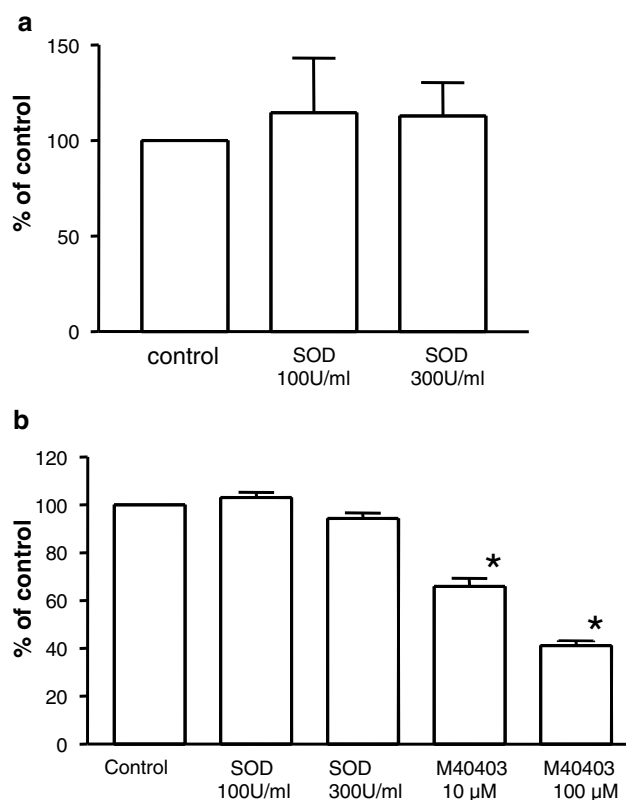 a
150
100
50
0
% of control
control
SOD
100U/ml
SOD
300U/ml
b
120
100
80
60
40
20
0
% of control
*
*
Control
SOD
100U/ml
SOD
300U/ml
M40403
10 µM
M40403
100 µM